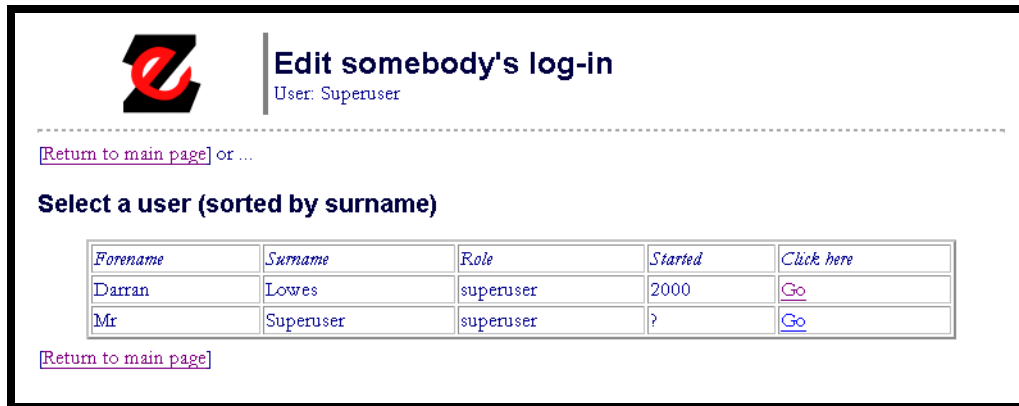 Edit somebody's log-in
User: Superuser
[Return to main page] or ...
Select a user (sorted by surname)
Forename Surname Role Started Click here
Darran Lowes superuser 2000 Go
Mr Superuser superuser ? Go
[Return to main page]